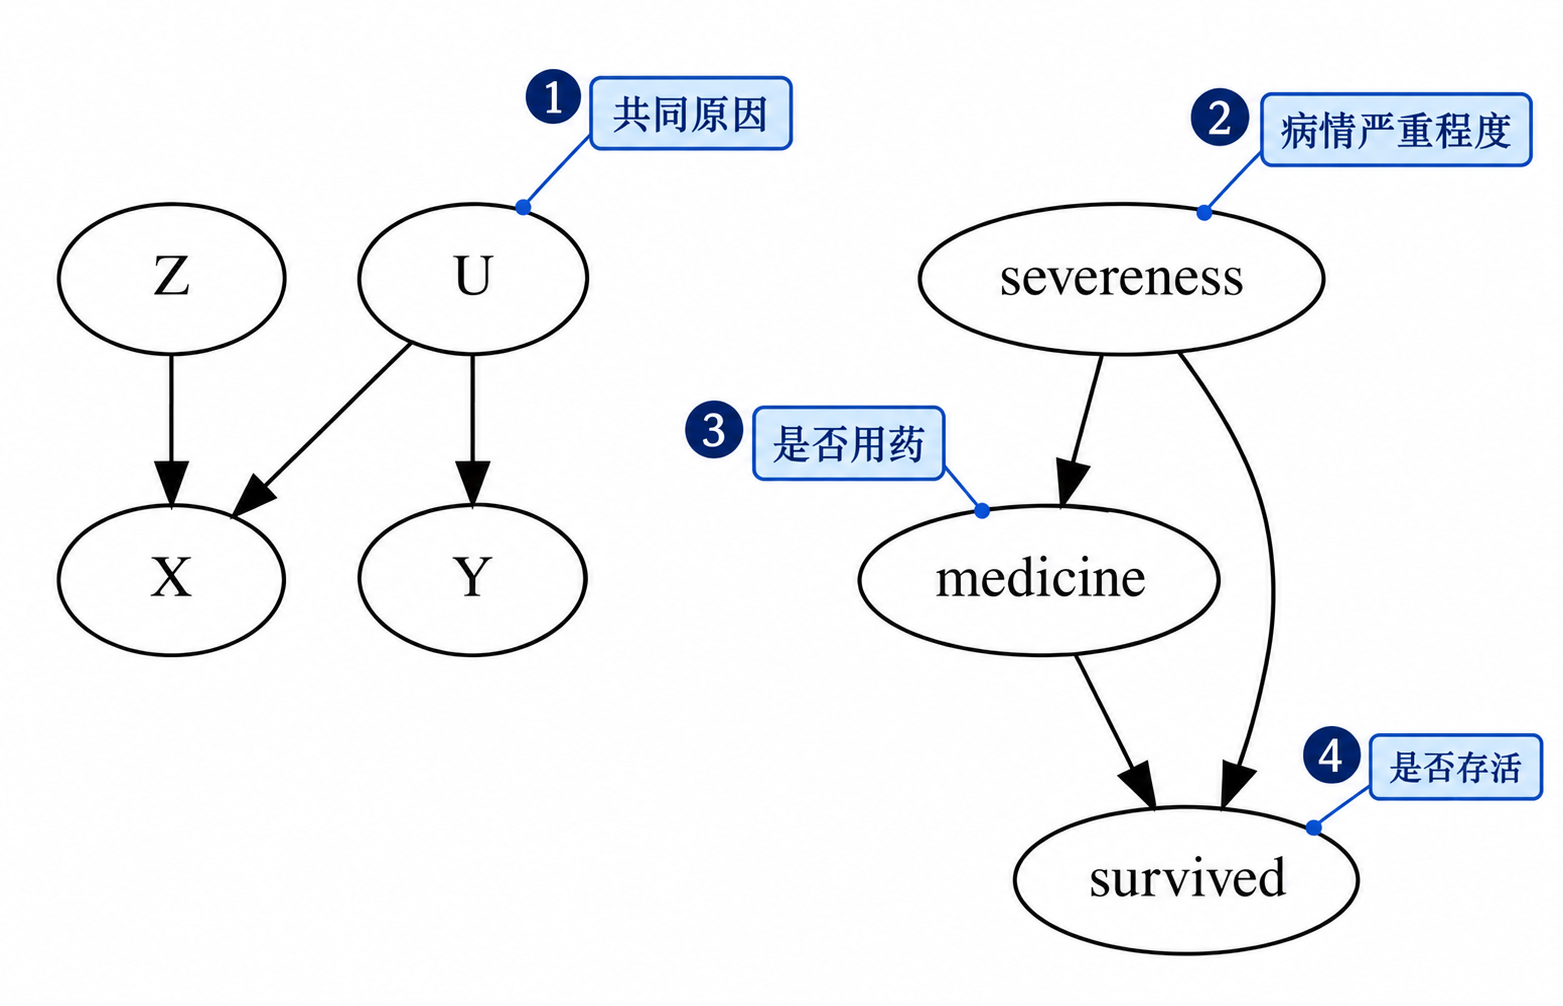 1 共同原因
2 病情严重程度
Z
U
severeness
3 是否用药
X
Y
medicine
4 是否存活
survived